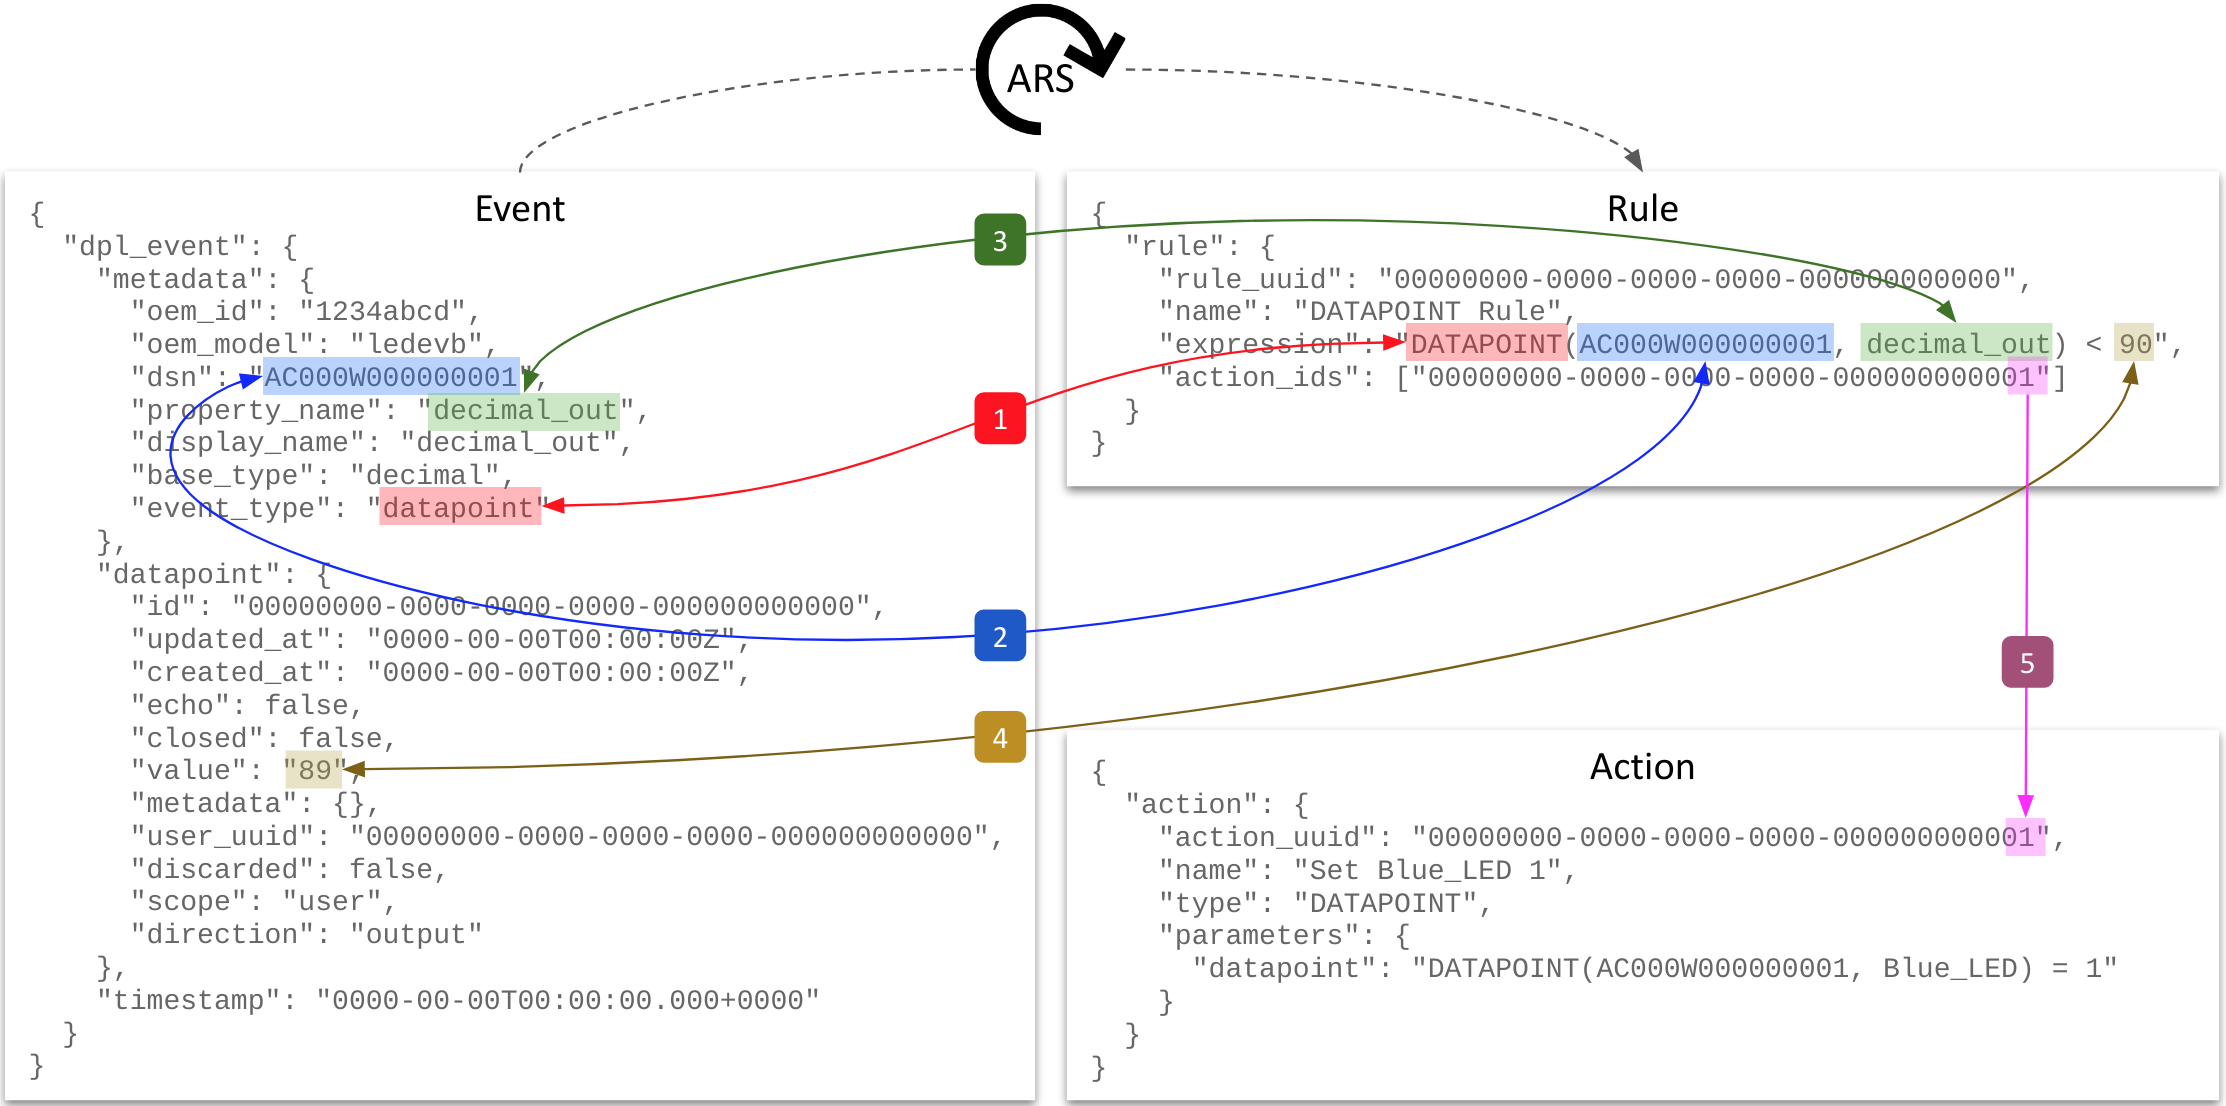 ARS
Event
{
  "dpl_event": {
    "metadata": {
      "oem_id": "1234abcd",
      "oem_model": "ledevb",
      "dsn": "AC000W000000001",
      "property_name": "decimal_out",
      "display_name": "decimal_out",
      "base_type": "decimal",
      "event_type": "datapoint"
    },
    "datapoint": {
      "id": "00000000-0000-0000-0000-000000000000",
      "updated_at": "0000-00-00T00:00:00Z",
      "created_at": "0000-00-00T00:00:00Z",
      "echo": false,
      "closed": false,
      "value": "89",
      "metadata": {},
      "user_uuid": "00000000-0000-0000-0000-000000000000",
      "discarded": false,
      "scope": "user",
      "direction": "output"
    },
    "timestamp": "0000-00-00T00:00:00.000+0000"
  }
}
3
1
2
4
Rule
{
  "rule": {
    "rule_uuid": "00000000-0000-0000-0000-000000000000",
    "name": "DATAPOINT Rule",
    "expression": "DATAPOINT(AC000W000000001, decimal_out) < 90",
    "action_ids": ["00000000-0000-0000-0000-000000000001"]
  }
}
5
Action
{
  "action": {
    "action_uuid": "00000000-0000-0000-0000-000000000001",
    "name": "Set Blue_LED 1",
    "type": "DATAPOINT",
    "parameters": {
      "datapoint": "DATAPOINT(AC000W000000001, Blue_LED) = 1"
    }
  }
}